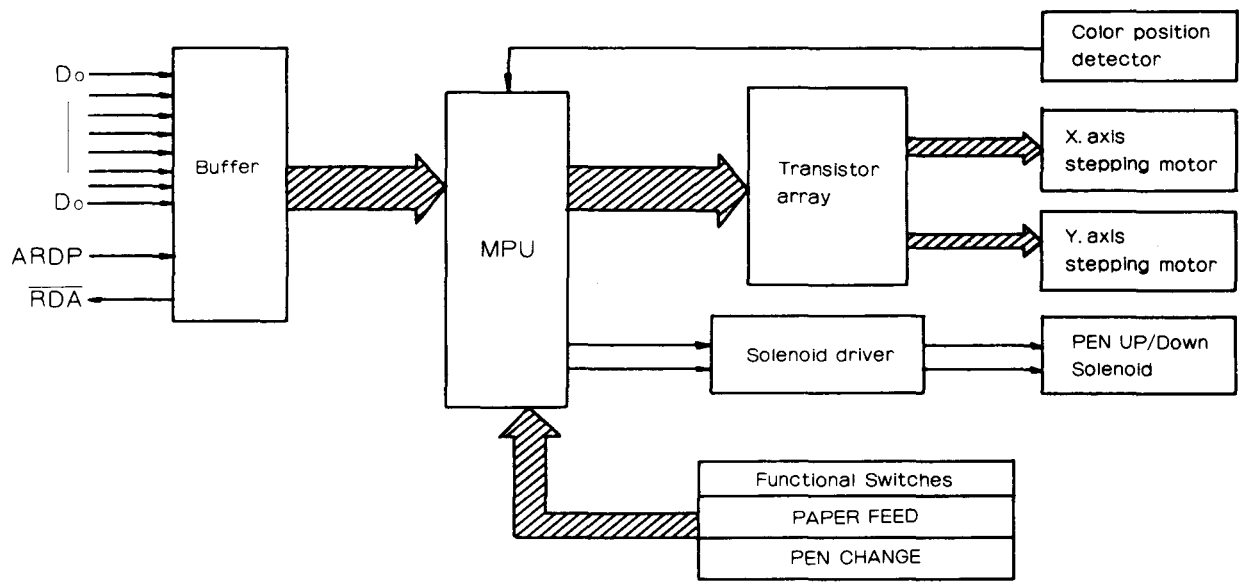 Color position
detector
Do
Do
ARDP
RDA
Buffer
MPU
Transistor
array
X. axis
stepping motor
Y. axis
stepping motor
Solenoid driver
PEN UP/Down
Solenoid
Functional Switches
PAPER FEED
PEN CHANGE